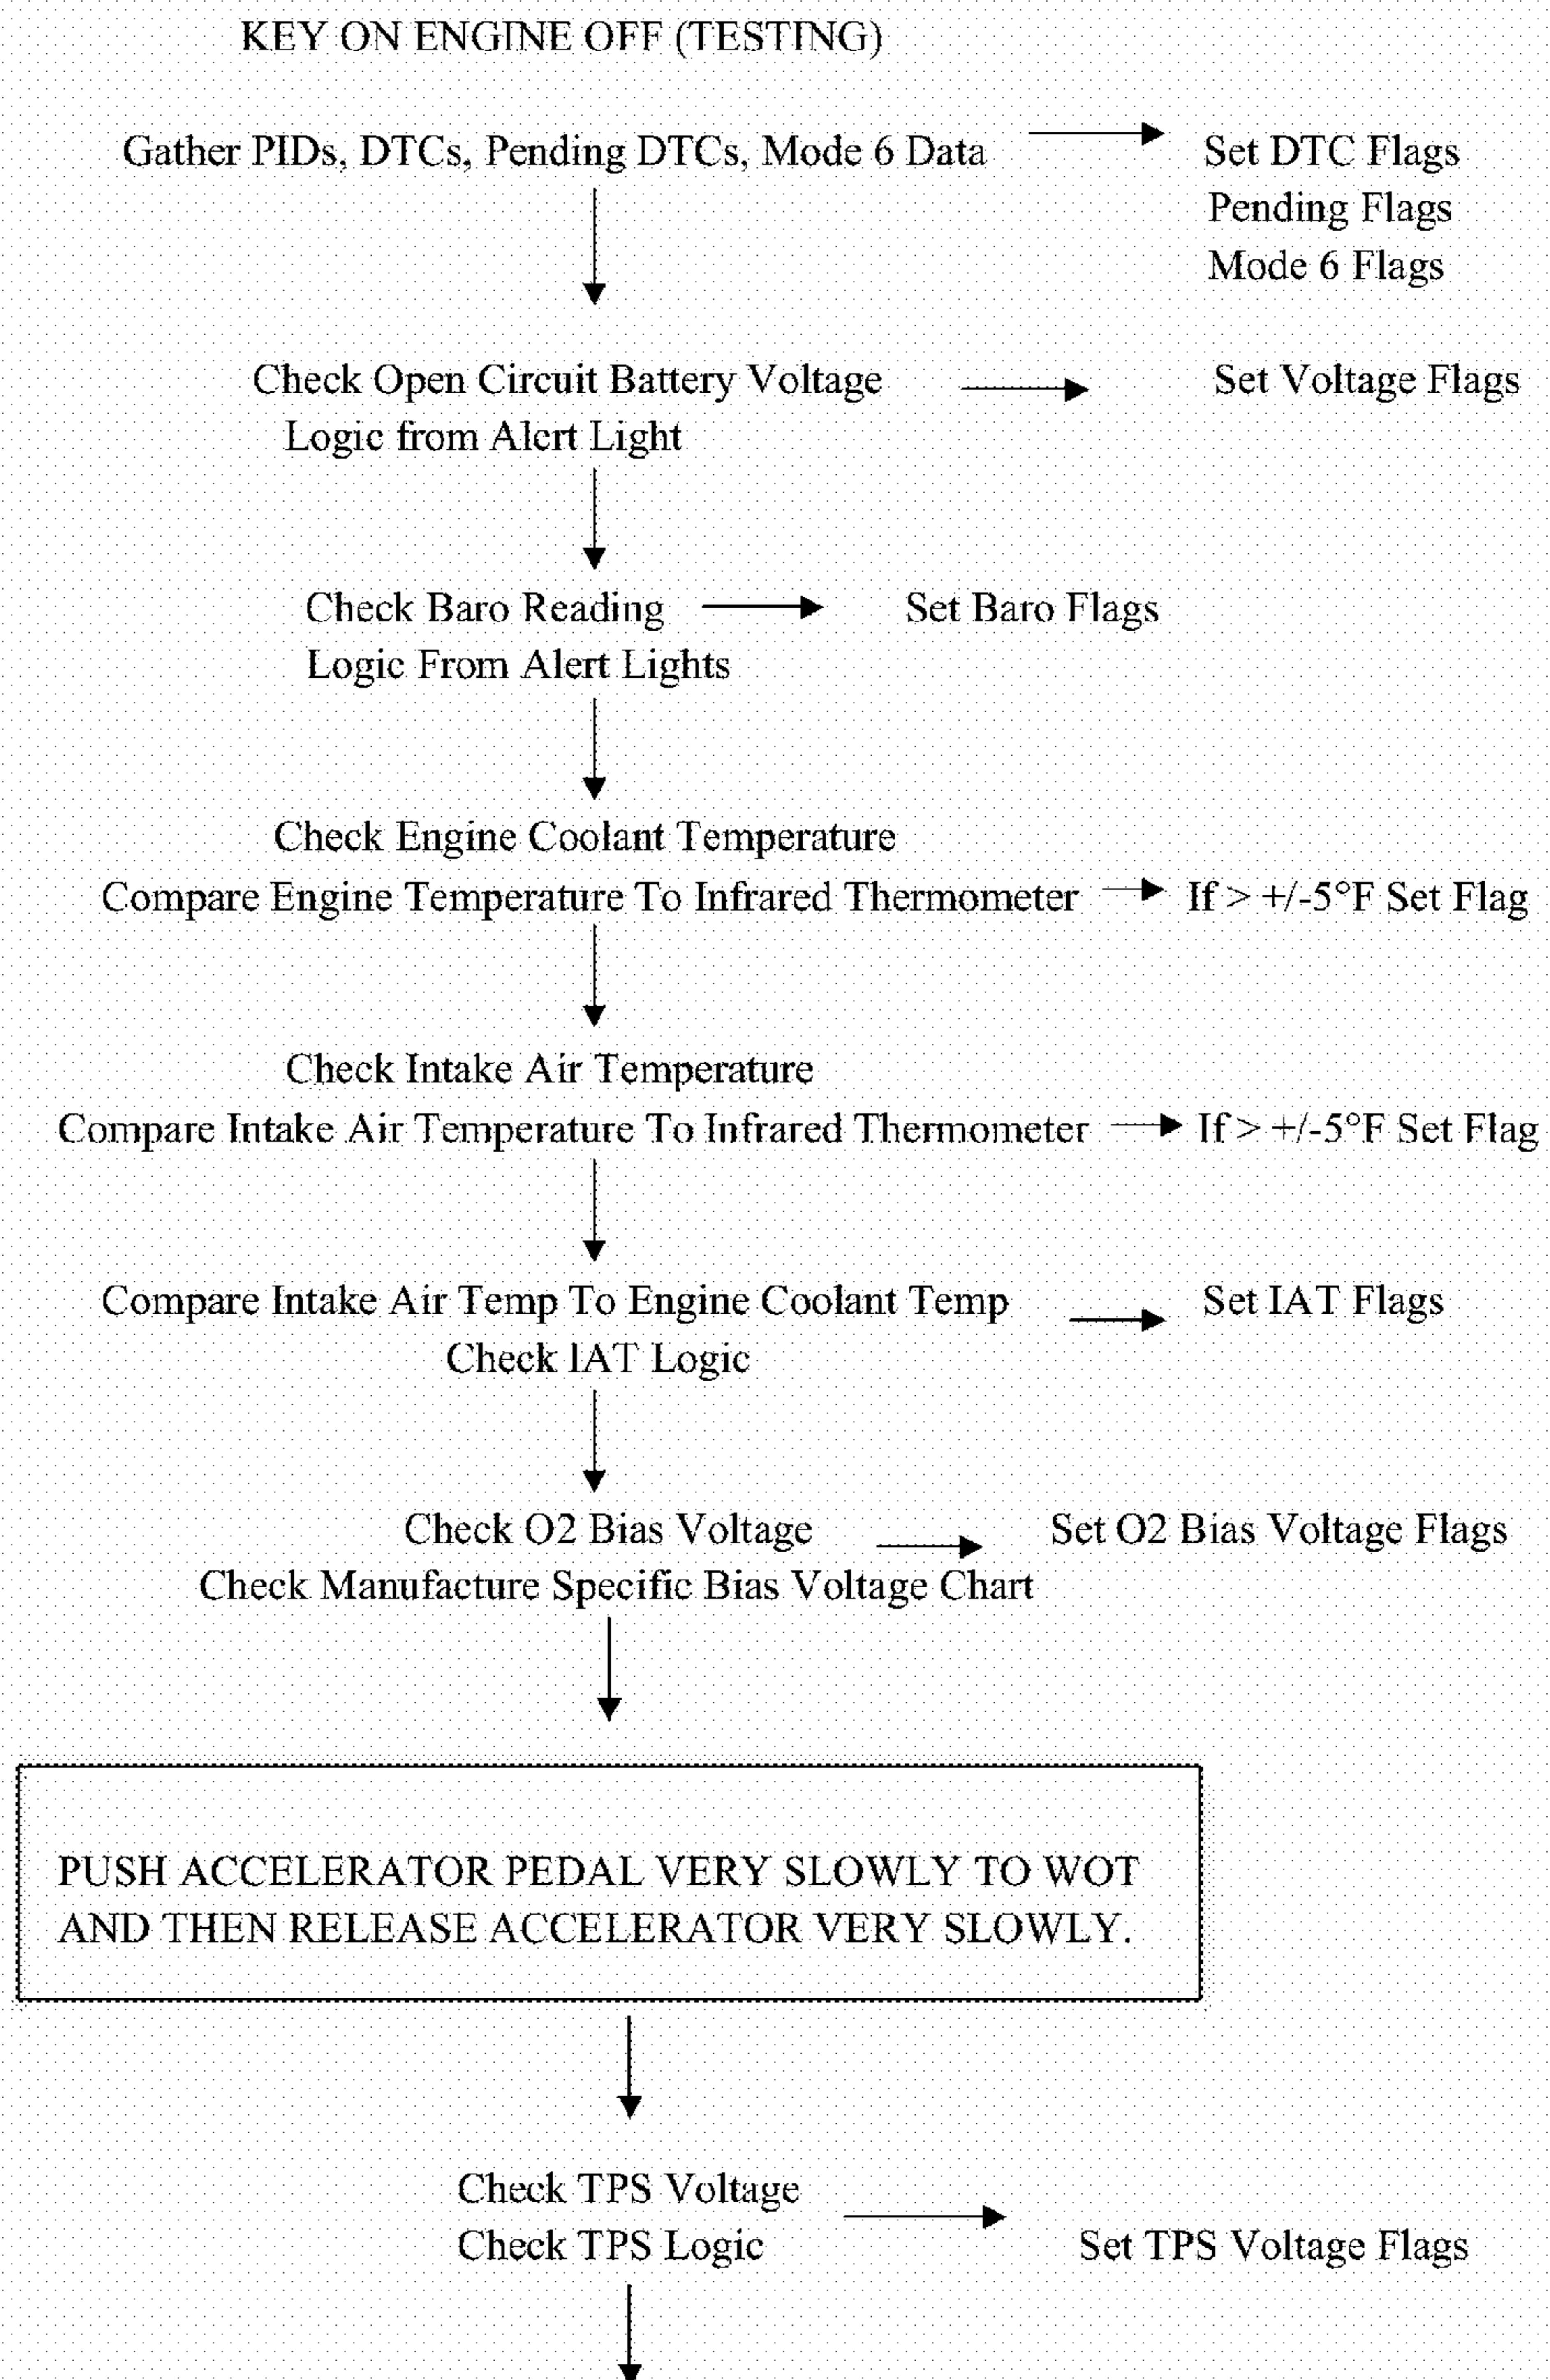 KEY ON ENGINE OFF (TESTING)
Gather PIDs, DTCs, Pending DTCs, Mode 6 Data
Set DTC Flags
Pending Flags
Mode 6 Flags
Check Open Circuit Battery Voltage
Logic from Alert Light
Set Voltage Flags
Check Baro Reading
Logic From Alert Lights
Set Baro Flags
Check Engine Coolant Temperature
Compare Engine Temperature To Infrared Thermometer
If > +/-5°F Set Flag
Check Intake Air Temperature
Compare Intake Air Temperature To Infrared Thermometer
If > +/-5°F Set Flag
Compare Intake Air Temp To Engine Coolant Temp
Check IAT Logic
Set IAT Flags
Check O2 Bias Voltage
Check Manufacture Specific Bias Voltage Chart
Set O2 Bias Voltage Flags
PUSH ACCELERATOR PEDAL VERY SLOWLY TO WOT
AND THEN RELEASE ACCELERATOR VERY SLOWLY.
Check TPS Voltage
Check TPS Logic
Set TPS Voltage Flags